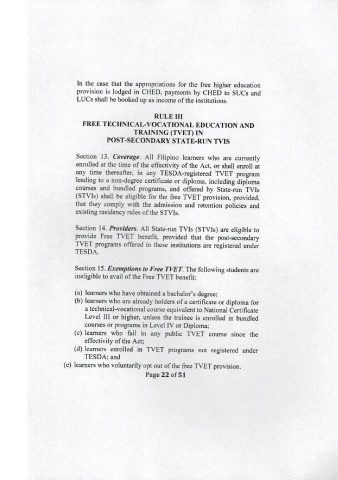 In the case that the appropriations for the free higher education
provision is lodged in CHED, payments by CHED to SUCs and
LUCs shall be booked up as income of the institutions.
RULE III
FREE TECHNICAL-VOCATIONAL EDUCATION AND
TRAINING (TVET) IN
POST-SECONDARY STATE-RUN TVIS
Section 13. Coverage. All Filipino learners who are currently
enrolled at the time of the effectivity of the Act, or shall enroll at
any time thereafter, in any TESDA-registered TVET program
leading to a non-degree certificate or diploma, including diploma
courses and bundled programs, and offered by State-run TVIs
(STVIs) shall be eligible for the free TVET provision, provided,
that they comply with the admission and retention policies and
existing residency rules of the STVIs.
Section 14. Providers. All State-run TVIs (STVIs) are eligible to
provide Free TVET benefit, provided that the post-secondary
TVET programs offered in these institutions are registered under
TESDA.
Section 15. Exemptions to Free TVET. The following students are
ineligible to avail of the Free TVET benefit:
(a) learners who have obtained a bachelor's degree;
(b) learners who are already holders of a certificate or diploma for
a technical-vocational course equivalent to National Certificate
Level III or higher, unless the trainee is enrolled in bundled
courses or programs in Level IV or Diploma;
(c) learners who fail in any public TVET course since the
effectivity of the Act;
(d) learners enrolled in TVET programs not registered under
TESDA; and
(e) learners who voluntarily opt out of the free TVET provision.
Page 22 of 51